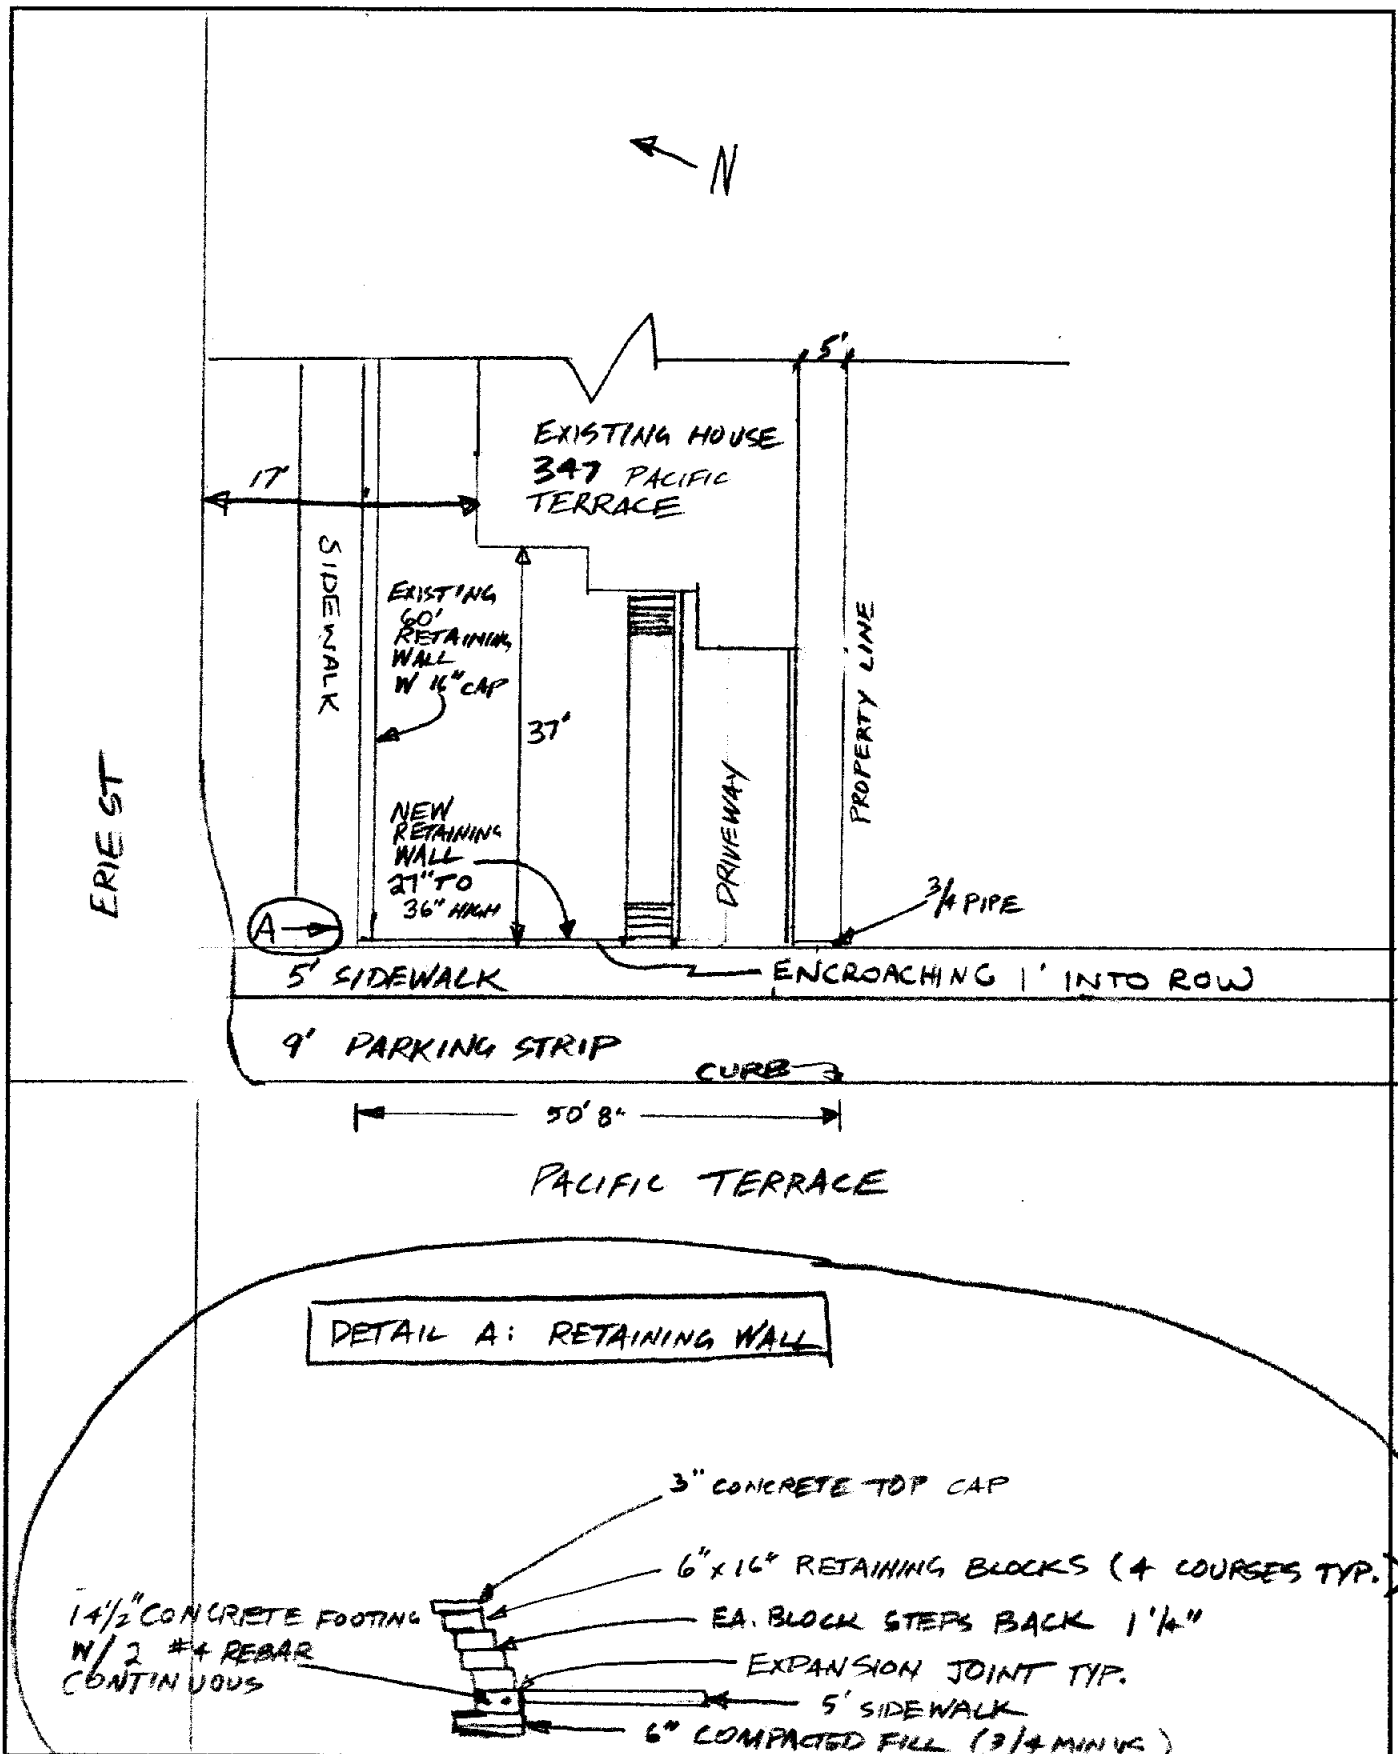 N
5'
EXISTING HOUSE
347 PACIFIC
TERRACE
17'
SIDEWALK
EXISTING
60'
RETAINING
WALL
W 16" CAP
37'
PROPERTY LINE
DRIVEWAY
ERIE ST
NEW
RETAINING
WALL
27" TO
36" HIGH
3/4 PIPE
A
5' SIDEWALK
ENCROACHING 1' INTO ROW
9' PARKING STRIP
CURB
50' 8"
PACIFIC TERRACE
DETAIL A: RETAINING WALL
3" CONCRETE TOP CAP
6" x 16" RETAINING BLOCKS (4 COURSES TYP.)
14 1/2" CONCRETE FOOTING
W/ 2 #4 REBAR
CONTINUOUS
EA. BLOCK STEPS BACK 1 1/4"
EXPANSION JOINT TYP.
5' SIDEWALK
6" COMPACTED FILL (3/4 MINUS)